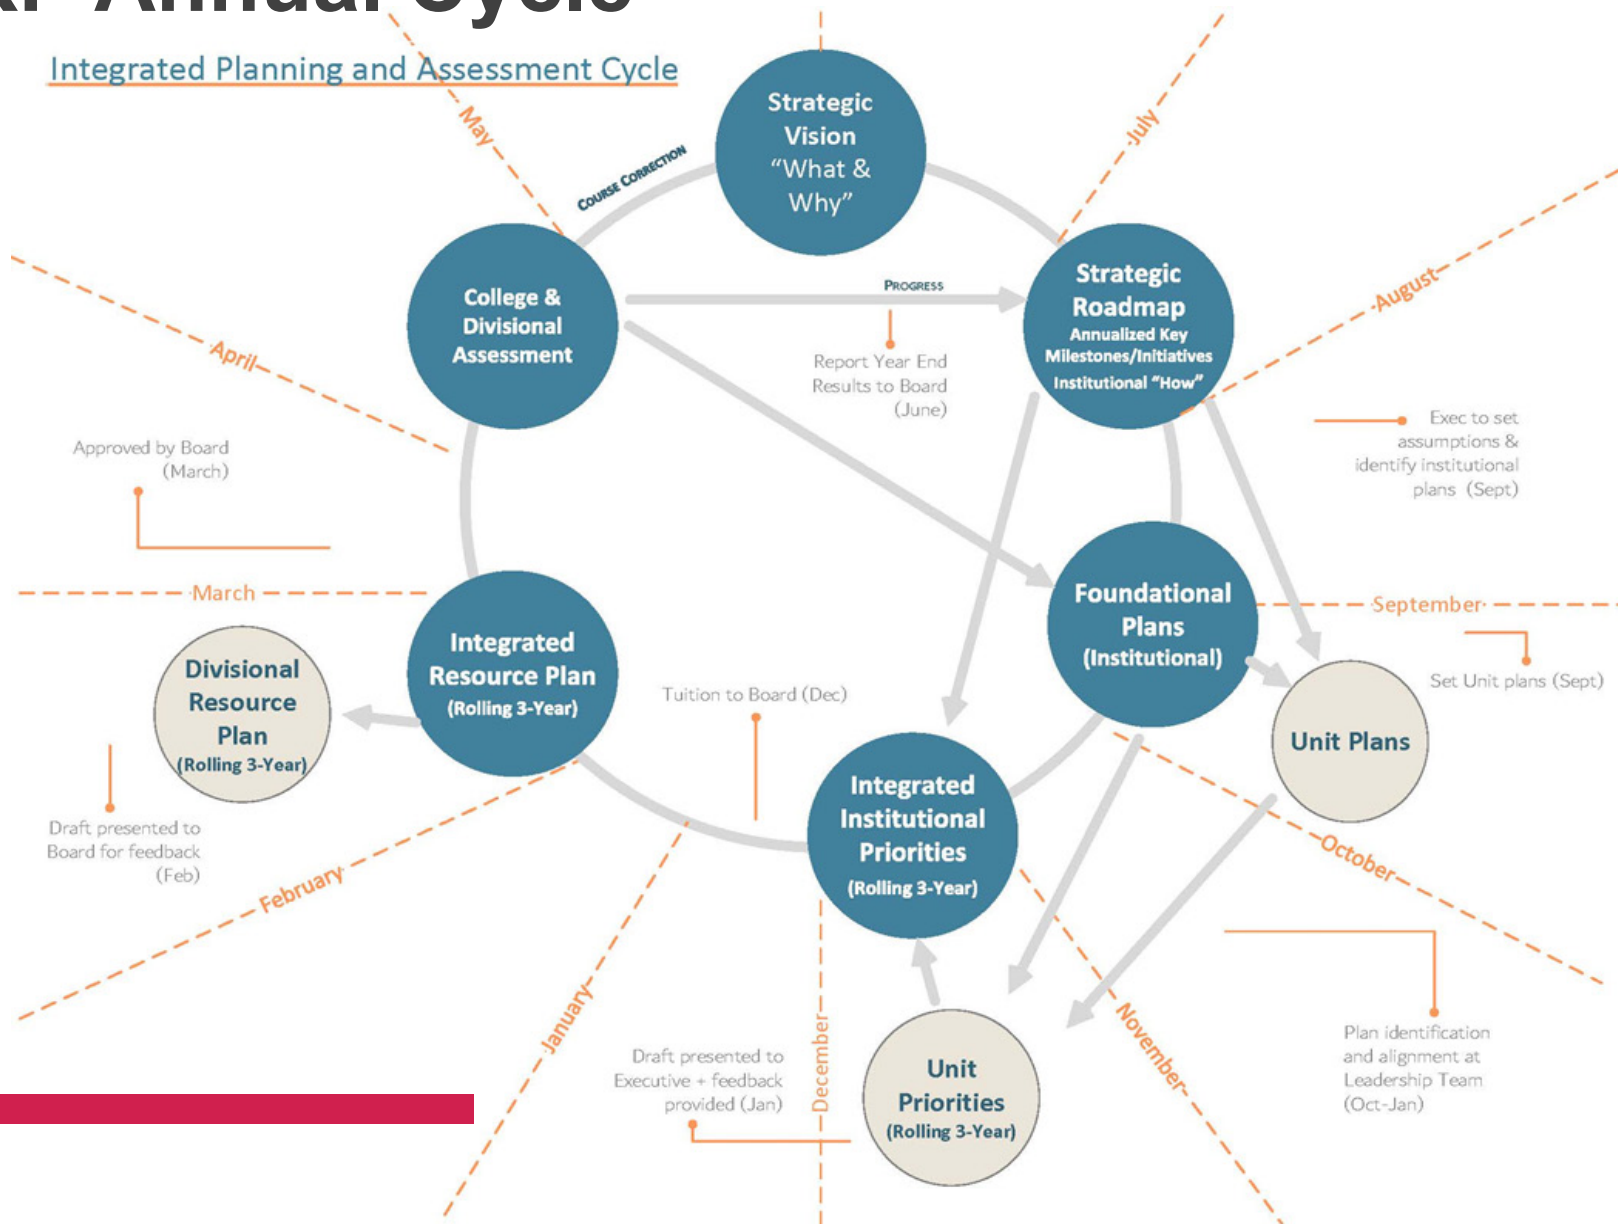 Annual Cycle
Integrated Planning and Assessment Cycle
Strategic
Vision
“What &
Why”
May
July
COURSE CORRECTION
College &
Divisional
Assessment
PROGRESS
Report Year End
Results to Board
(June)
Strategic
Roadmap
Annualized Key
Milestones/Initiatives
Institutional “How”
August
April
Approved by Board
(March)
Exec to set
assumptions &
identify institutional
plans (Sept)
March
Foundational
Plans
(Institutional)
September
Set Unit plans (Sept)
Integrated
Resource Plan
(Rolling 3-Year)
Divisional
Resource
Plan
(Rolling 3-Year)
Tuition to Board (Dec)
Unit Plans
Draft presented to
Board for feedback
(Feb)
February
Integrated
Institutional
Priorities
(Rolling 3-Year)
October
January
December
November
Draft presented to
Executive + feedback
provided (Jan)
Unit
Priorities
(Rolling 3-Year)
Plan identification
and alignment at
Leadership Team
(Oct-Jan)